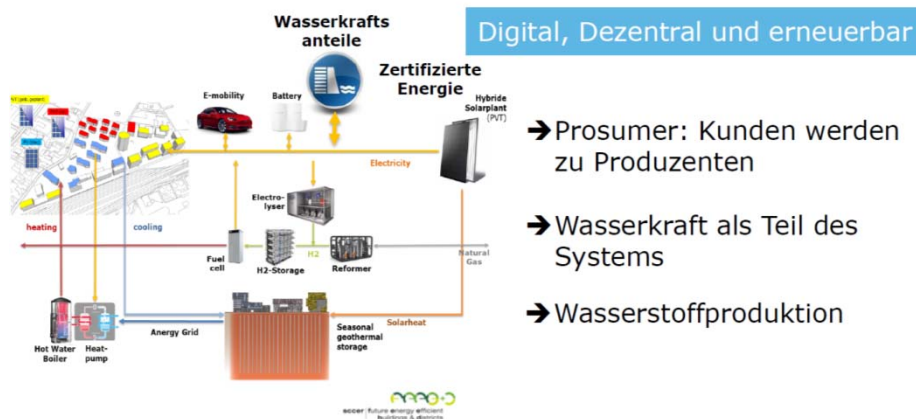 Wasserkrafts
anteile
Digital, Dezentral und erneuerbar
Zertifizierte
Energie
E-mobility
Battery
Hybride
Solarplant
(PVT)
Electricity
➔Prosumer: Kunden werden
zu Produzenten
Electro-
lyser
heating
cooling
➔Wasserkraft als Teil des
Systems
Fuel
cell
H2-Storage
H2
Reformer
Natural
Gas
➔Wasserstoffproduktion
Hot Water
Boiler
Heat-
pump
Anergy Grid
Seasonal
geothermal
storage
Solarheat
sccer | future energy efficient
buildings & districts